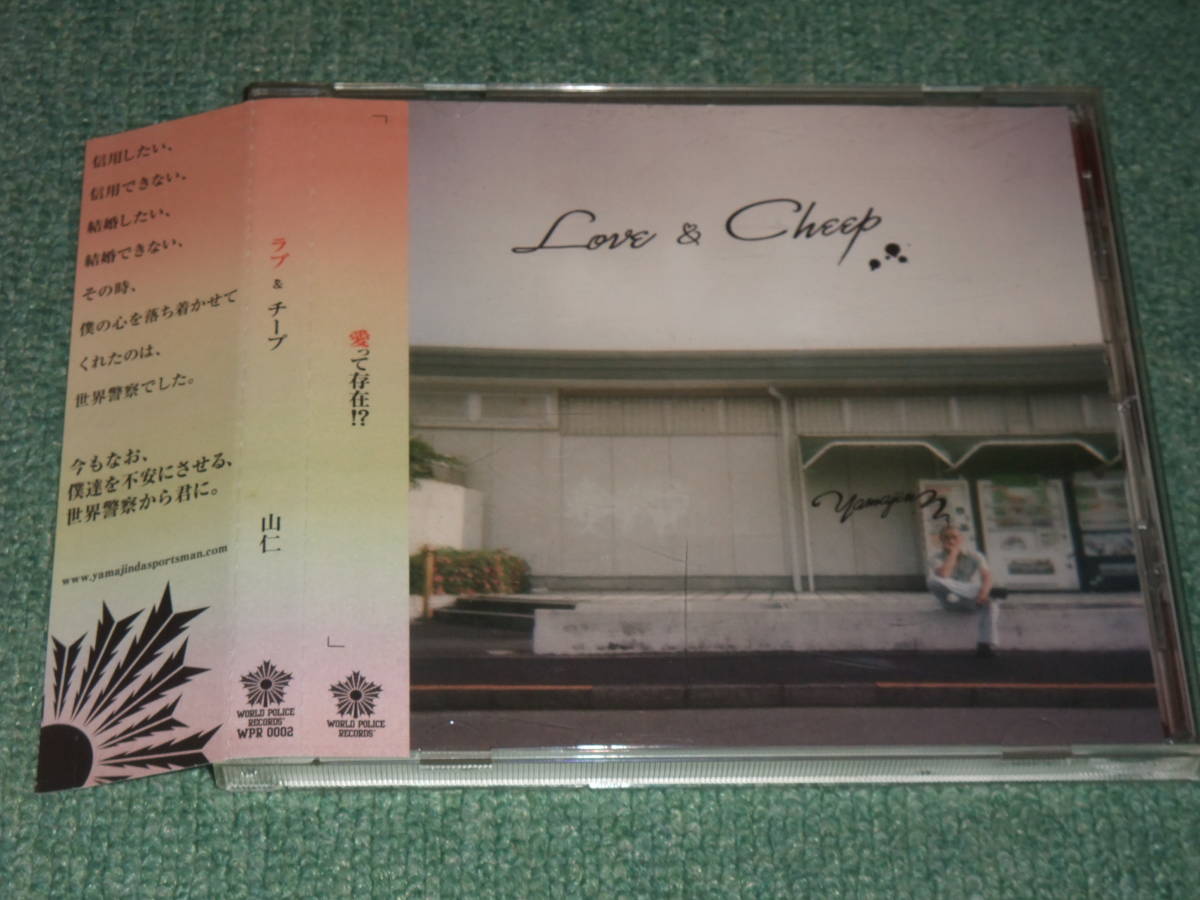 信用したい、
信用できない。
結婚したい、
結婚できない、
その時、
僕の心を落ち着かせて
くれたのは、
世界警察でした。
今もなお、
僕達を不安にさせる、
世界警察から君に。
www.yamajindasportsman.com
ラブ & チープ
山仁
WORLD POLICE
RECORDS
WPR 0002
「
愛って存在!?
」
WORLD POLICE
RECORDS
Love & Cheep